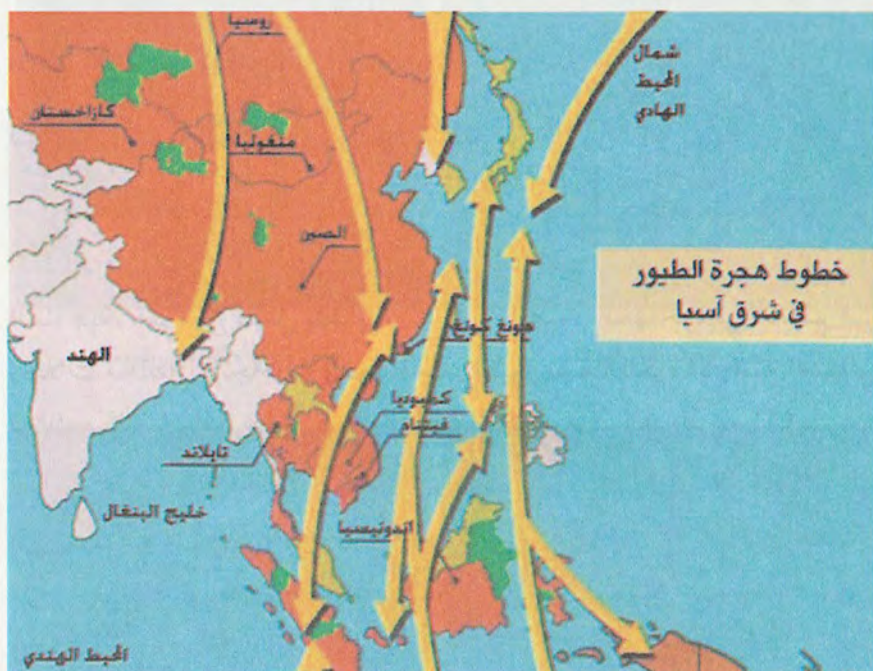 روسيا
شمال
المحيط
الهادي
كازاخستان
منغوليا
الصين
خطوط هجرة الطيور
في شرق آسيا
هونغ كونغ
الهند
كمبوديا
فيتنام
تايلاند
خليج البنغال
اندونيسيا
المحيط الهندي